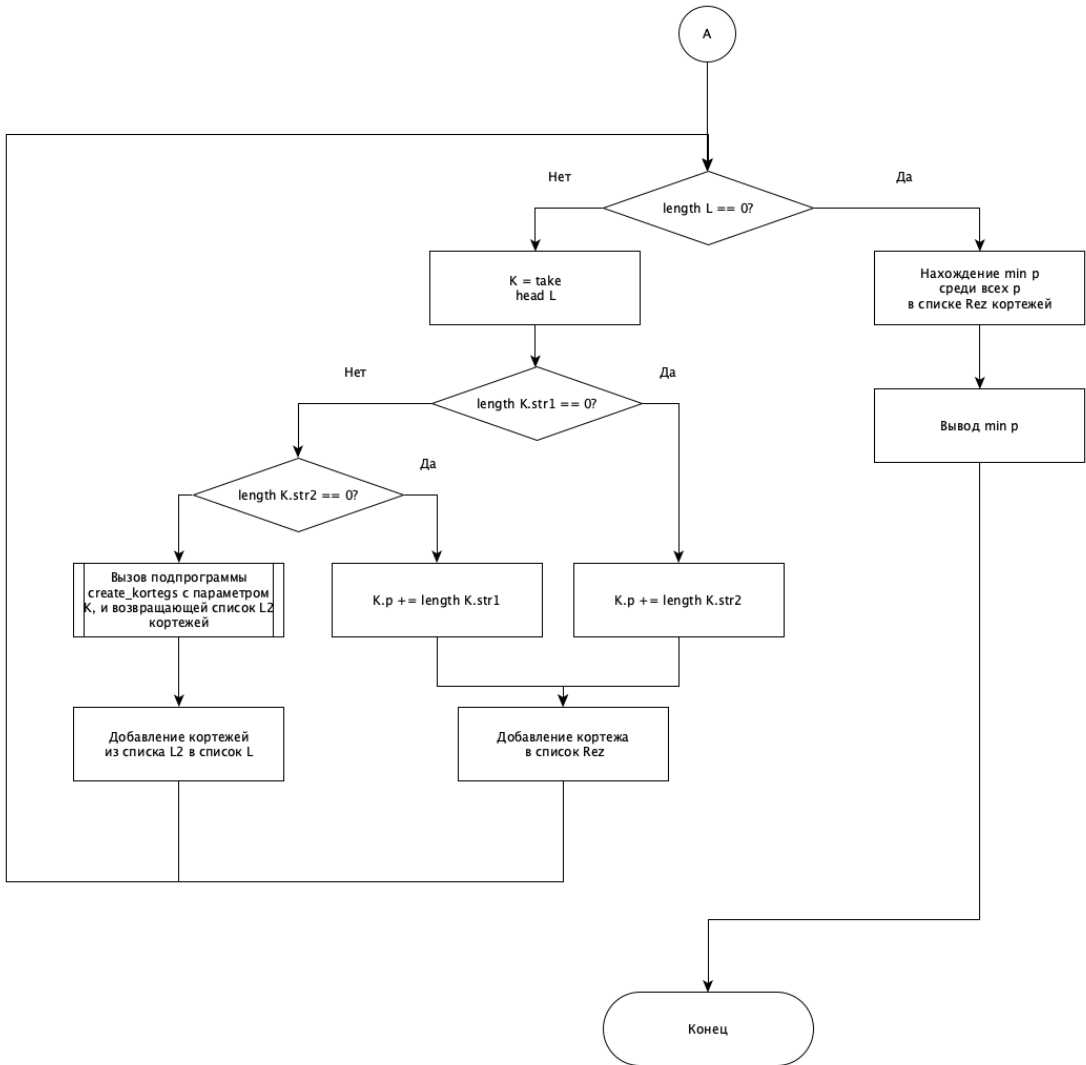 A
Нет
Да
length L == 0?
K = take
head L
Нахождение min p
среди всех p
в списке Rez кортежей
Нет
Да
length K.str1 == 0?
Вывод min p
Да
length K.str2 == 0?
Вызов подпрограммы
create_kortegs с параметром
K, и возвращающей список L2
кортежей
K.p += length K.str1
K.p += length K.str2
Добавление кортежей
из списка L2 в список L
Добавление кортежа
в список Rez
Конец